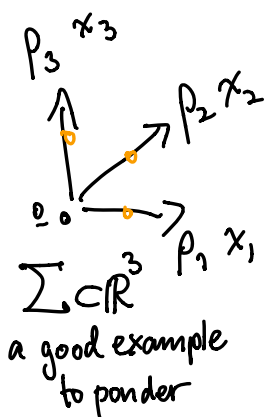 ρ₃ x₃
ρ₂ x₂
0
ρ₁ x₁
Σ ⊂ ℝ³
a good example
to ponder